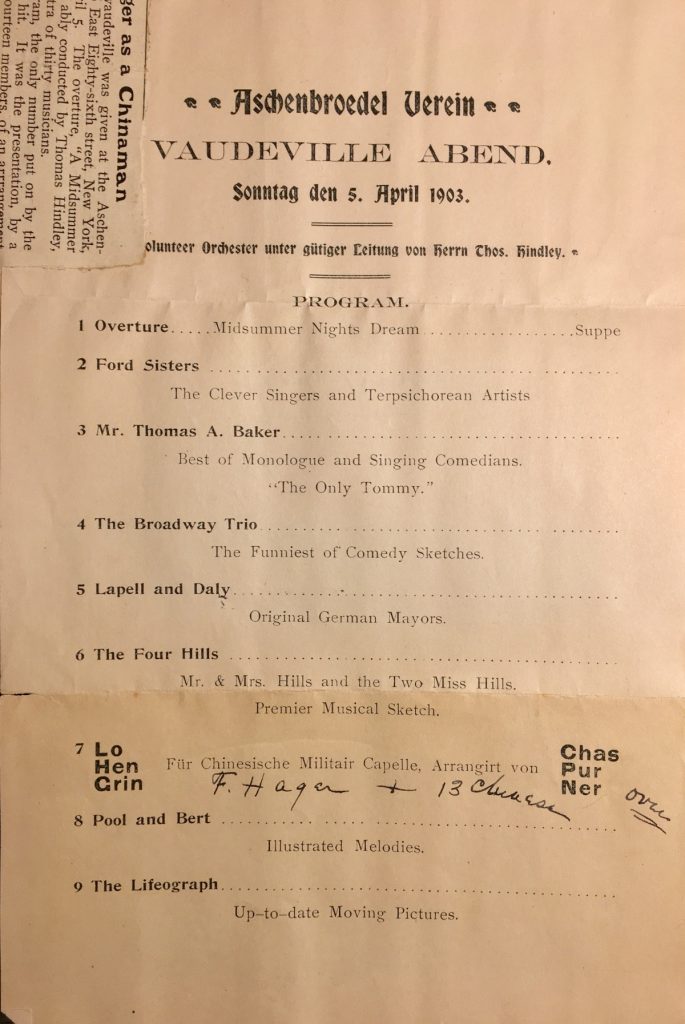 ger as a Chinaman
vaudeville was given at the Aschen-
East Eighty-sixth street, New York,
il 5. The overture, "A Midsummer
ably conducted by Thomas Hindley,
tra of thirty musicians.
ram, the only number put on by the
hit. It was the presentation, by a
ourteen members, of an arrangement
Aschenbroedel Verein
VAUDEVILLE ABEND.
Sonntag den 5. April 1903.
olunteer Orchester unter gütiger Leitung von Herrn Thos. Hindley.
PROGRAM.
1 Overture.....Midsummer Nights Dream.................Suppe
2 Ford Sisters
The Clever Singers and Terpsichorean Artists
3 Mr. Thomas A. Baker
Best of Monologue and Singing Comedians.
"The Only Tommy."
4 The Broadway Trio
The Funniest of Comedy Sketches.
5 Lapell and Daly
Original German Mayors.
6 The Four Hills
Mr. & Mrs. Hills and the Two Miss Hills.
Premier Musical Sketch.
7 Lo Hen Grin Für Chinesische Militair Capelle, Arrangirt von Chas Pur Ner
F. Hager + 13 Chinesen over
8 Pool and Bert
Illustrated Melodies.
9 The Lifeograph
Up-to-date Moving Pictures.